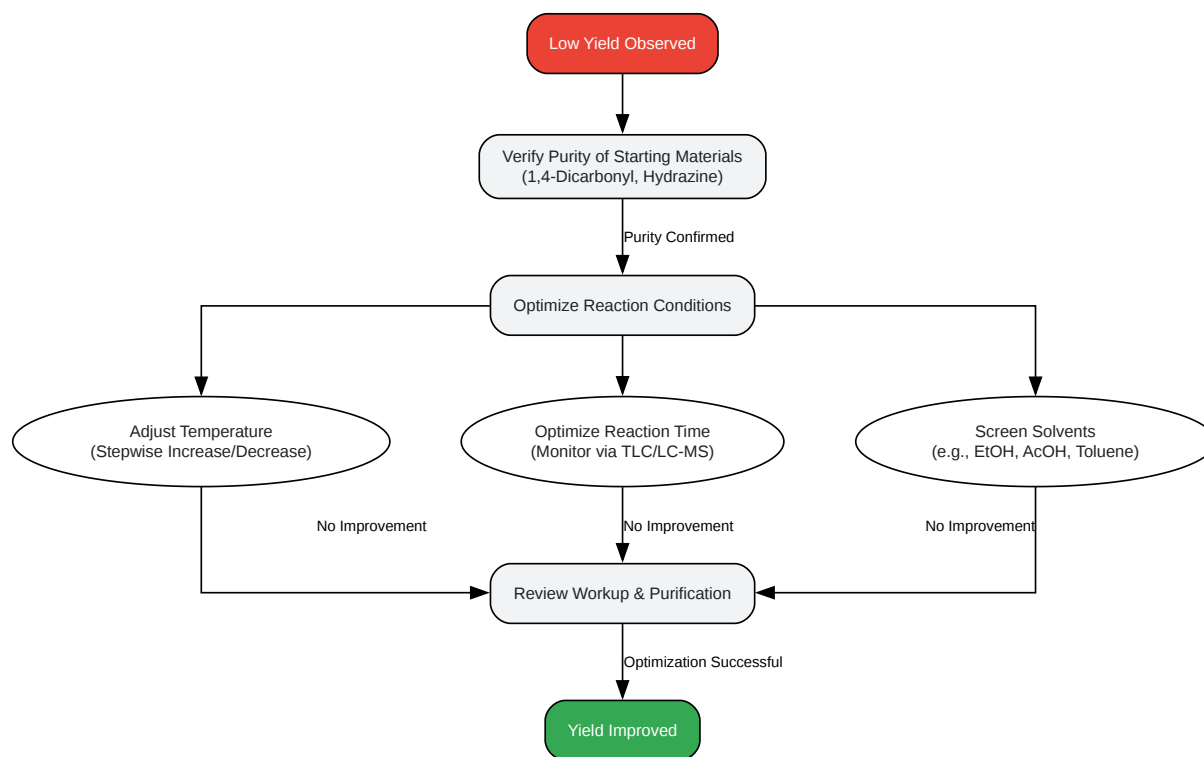 Low Yield Observed
Verify Purity of Starting Materials
(1,4-Dicarbonyl, Hydrazine)
Purity Confirmed
Optimize Reaction Conditions
Adjust Temperature
(Stepwise Increase/Decrease)
Optimize Reaction Time
(Monitor via TLC/LC-MS)
Screen Solvents
(e.g., EtOH, AcOH, Toluene)
No Improvement
No Improvement
No Improvement
Review Workup & Purification
Optimization Successful
Yield Improved